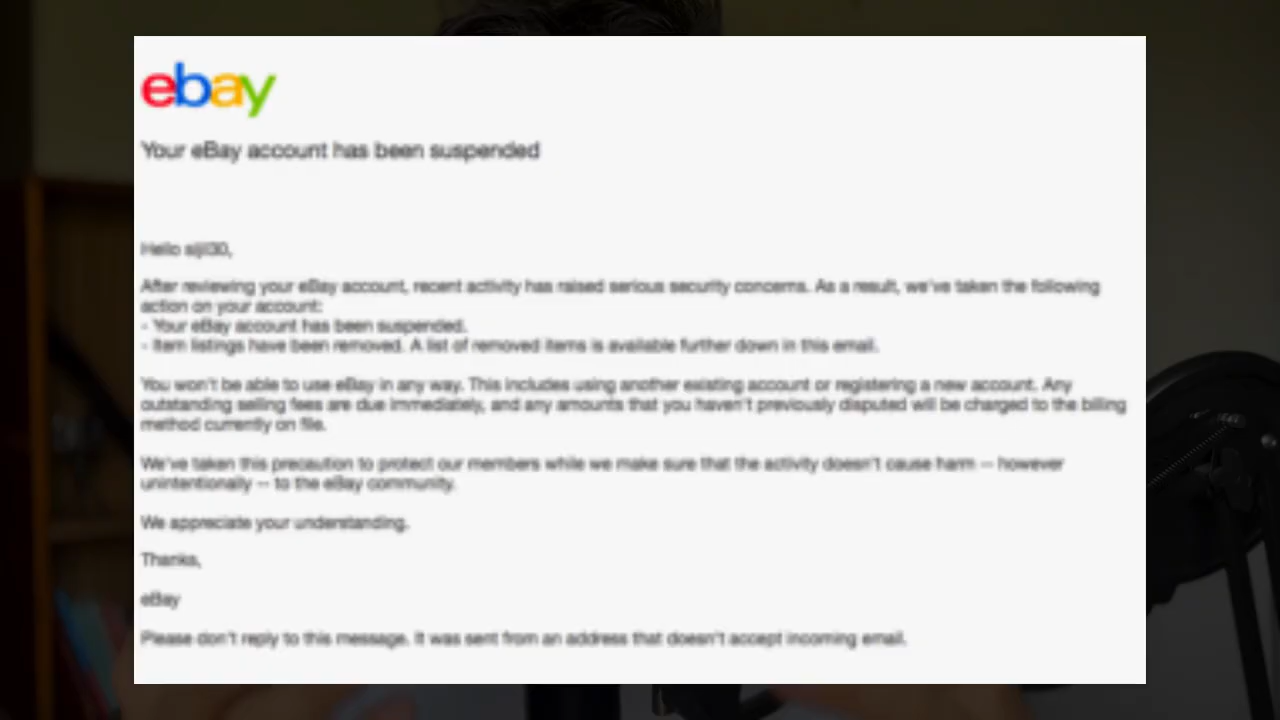 ebay
Your eBay account has been suspended
Hello
After reviewing your eBay account, recent activity has raised serious security concerns. As a result, we've taken the following
action on your account:
- Your eBay account has been suspended.
- Item listings have been removed. A list of removed items is available further down in this email.
You won't be able to use eBay in any way. This includes using another existing account or registering a new account. Any
outstanding selling fees are due immediately, and any amounts that you haven't previously disputed will be charged to the billing
method currently on file.
We've taken this precaution to protect our members while we make sure that the activity doesn't cause harm -- however
unintentionally -- to the eBay community.
We appreciate your understanding.
Thanks,
eBay
Please don't reply to this message. It was sent from an address that doesn't accept incoming email.